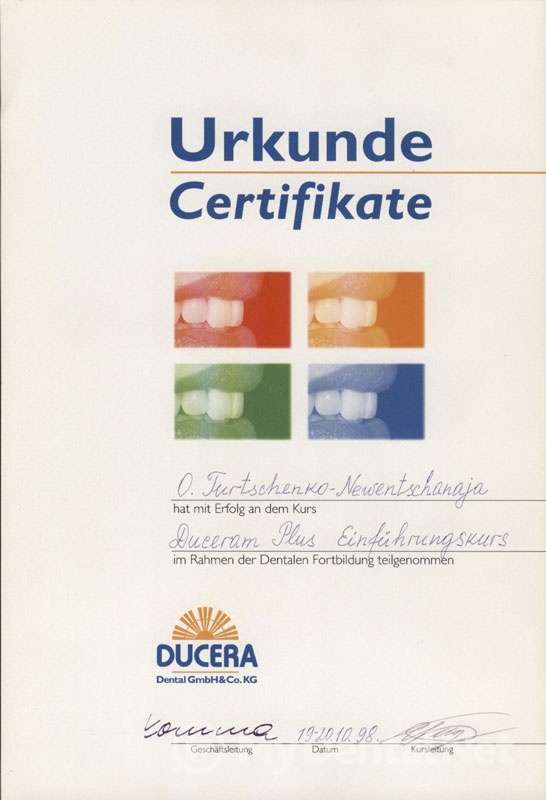 Urkunde
Certifikate
O. Turtschenko-Newentschanaja
hat mit Erfolg an dem Kurs
Duceram Plus Einführungskurs
im Rahmen der Dentalen Fortbildung teilgenommen
DUCERA
Dental GmbH&Co.KG
19-20.10.98.
Geschäftsleitung Datum Kursleitung